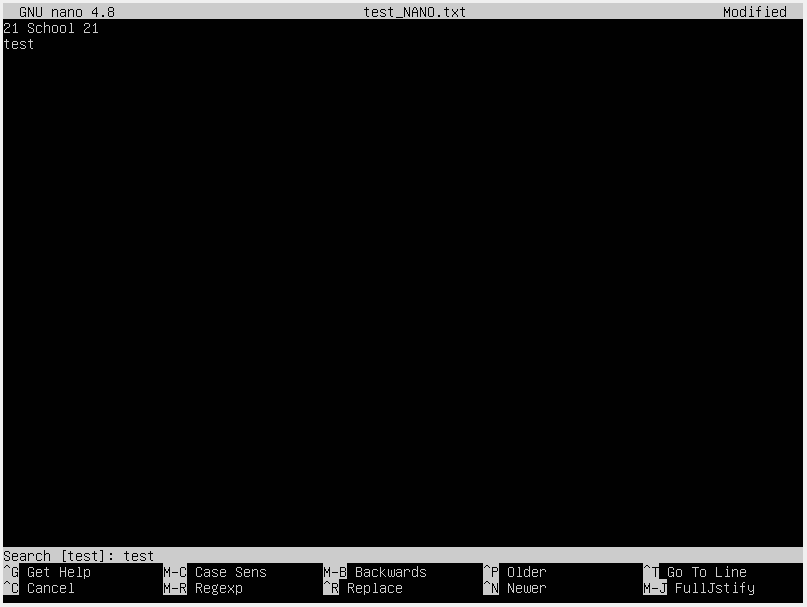 GNU nano 4.8 test_NANO.txt Modified
21 School 21
test
Search [test]: test
^G Get Help M-C Case Sens M-B Backwards ^P Older ^T Go To Line
^C Cancel M-R Regexp ^R Replace ^N Newer M-J FullJstify